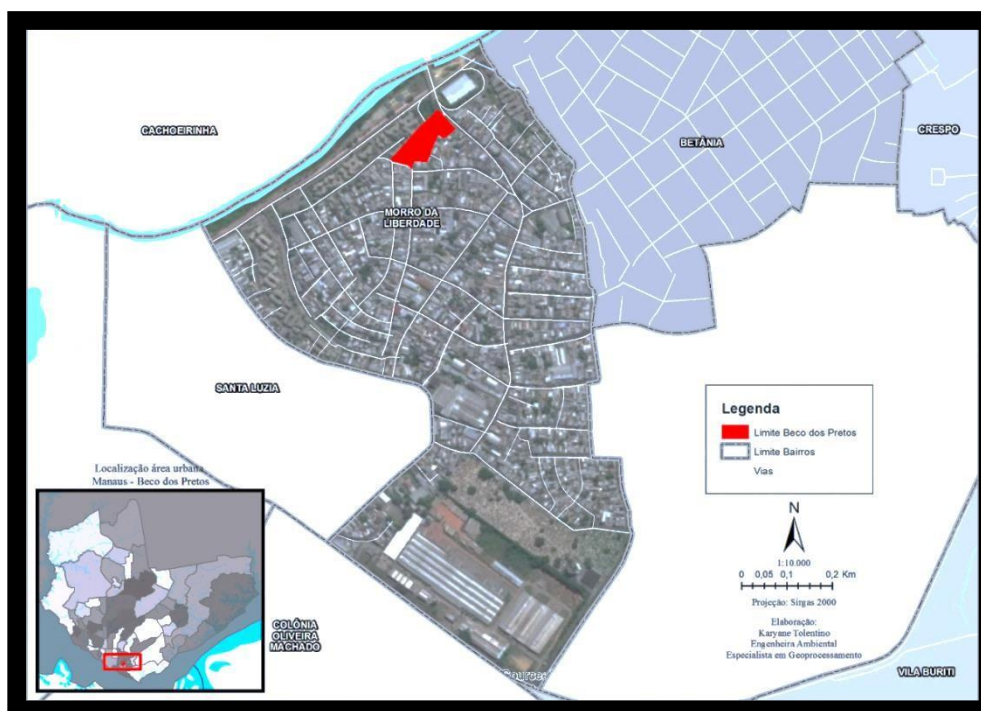 CACHOEIRINHA
BETÂNIA
CRESPO
MORRO DA
LIBERDADE
SANTA LUZIA
Legenda
Limite Beco dos Pretos
Limite Bairros
Vias
Localização área urbana
Manaus - Beco dos Pretos
N
1:10.000
0 0,05 0,1 0,2 Km
Projeção: Sirgas 2000
Elaboração:
Karyane Tolentino
Engenheira Ambiental
Especialista em Geoprocessamento
COLÔNIA
OLIVEIRA
MACHADO
VILA BURITI